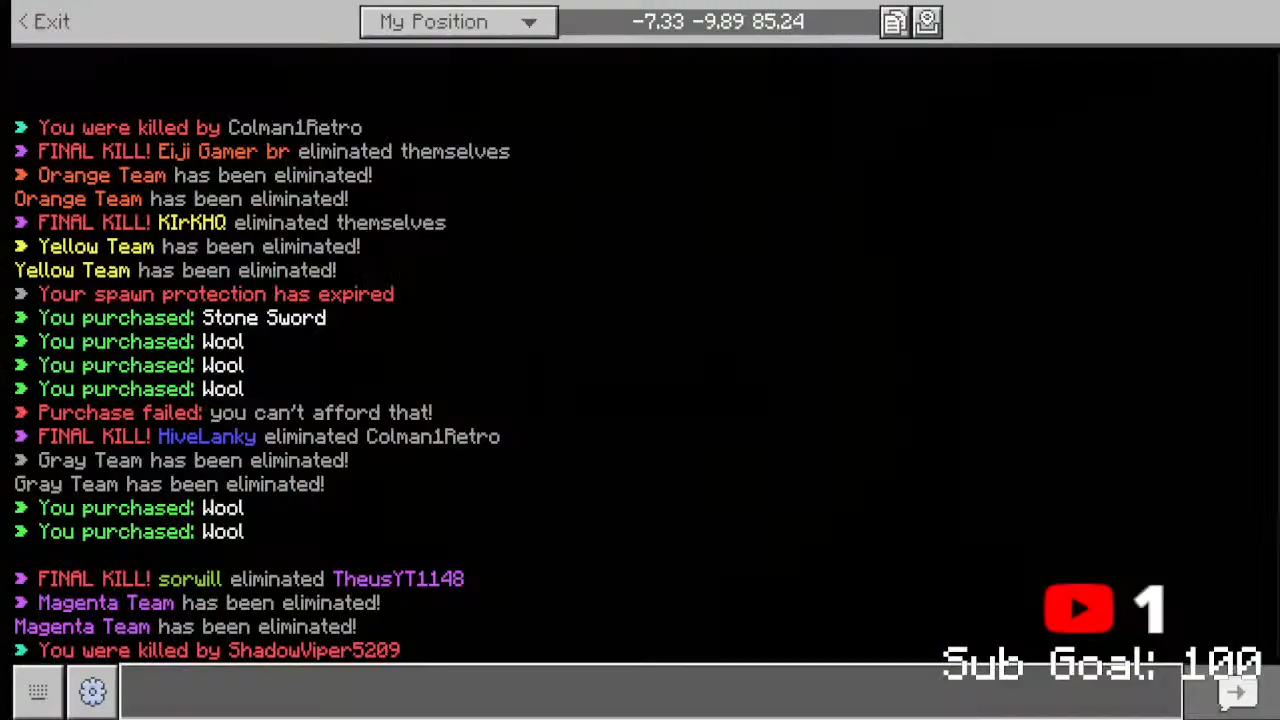 < Exit
My Position
-7.33 -9.89 85.24
You were killed by Colman1Retro
FINAL KILL! Eiji Gamer br eliminated themselves
Orange Team has been eliminated!
Orange Team has been eliminated!
FINAL KILL! KIrKHQ eliminated themselves
Yellow Team has been eliminated!
Yellow Team has been eliminated!
Your spawn protection has expired
You purchased: Stone Sword
You purchased: Wool
You purchased: Wool
You purchased: Wool
Purchase failed: you can't afford that!
FINAL KILL! HiveLanky eliminated Colman1Retro
Gray Team has been eliminated!
Gray Team has been eliminated!
You purchased: Wool
You purchased: Wool
FINAL KILL! sorwill eliminated TheusYT1148
Magenta Team has been eliminated!
Magenta Team has been eliminated!
You were killed by ShadowViper5209
1
Sub Goal: 100